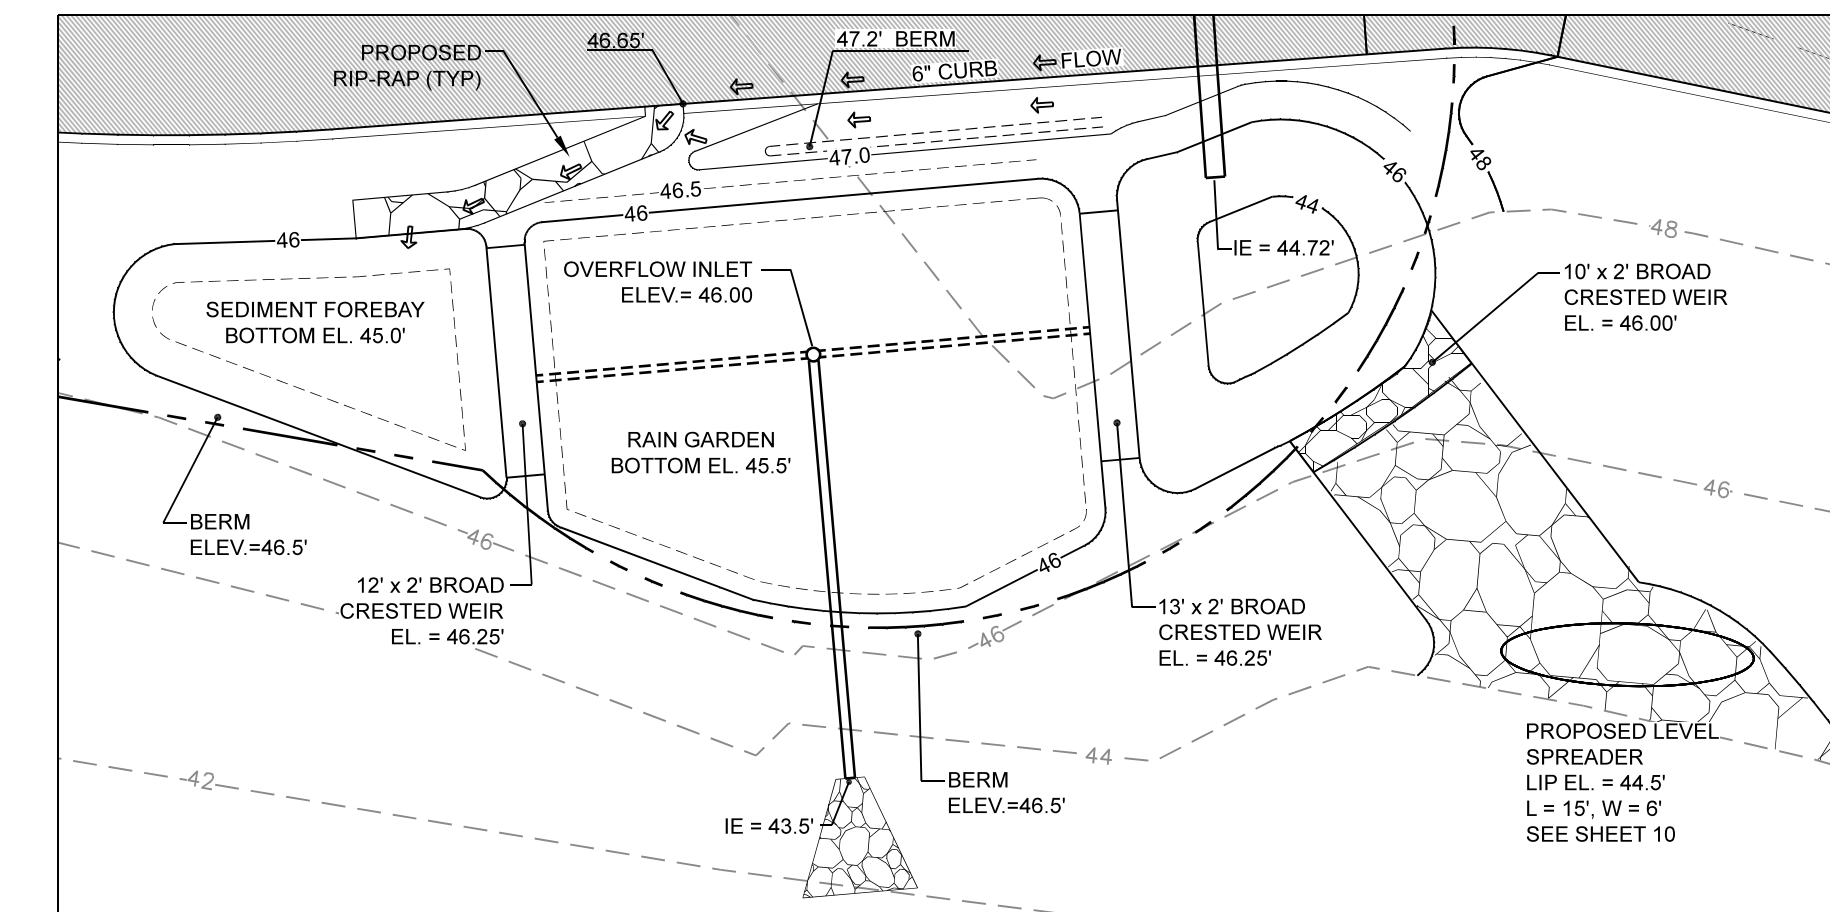 46.65'
47.2' BERM
PROPOSED
RIP-RAP (TYP)
6" CURB
FLOW
47.0
46.5
46
46
46
48
44
48
IE = 44.72'
OVERFLOW INLET
ELEV.= 46.00
10' x 2' BROAD
CRESTED WEIR
EL. = 46.00'
SEDIMENT FOREBAY
BOTTOM EL. 45.0'
RAIN GARDEN
BOTTOM EL. 45.5'
46
BERM
ELEV.=46.5'
46
46
12' x 2' BROAD
CRESTED WEIR
EL. = 46.25'
13' x 2' BROAD
CRESTED WEIR
EL. = 46.25'
46
44
42
BERM
ELEV.=46.5'
IE = 43.5'
PROPOSED LEVEL
SPREADER
LIP EL. = 44.5'
L = 15', W = 6'
SEE SHEET 10